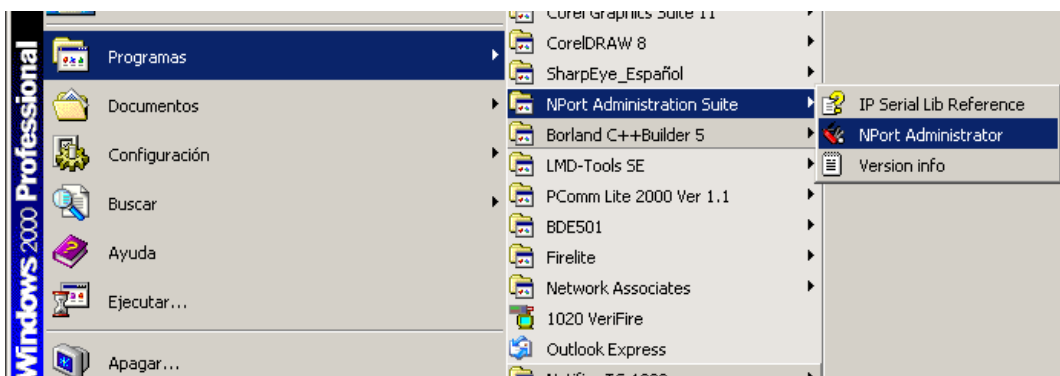 Windows 2000 Professional
Programas
Documentos
Configuración
Buscar
Ayuda
Ejecutar...
Apagar...
Corel Graphics Suite 11
CorelDRAW 8
SharpEye_Español
NPort Administration Suite
Borland C++Builder 5
LMD-Tools SE
PComm Lite 2000 Ver 1.1
BDE501
Firelite
Network Associates
1020 VeriFire
Outlook Express
IP Serial Lib Reference
NPort Administrator
Version info